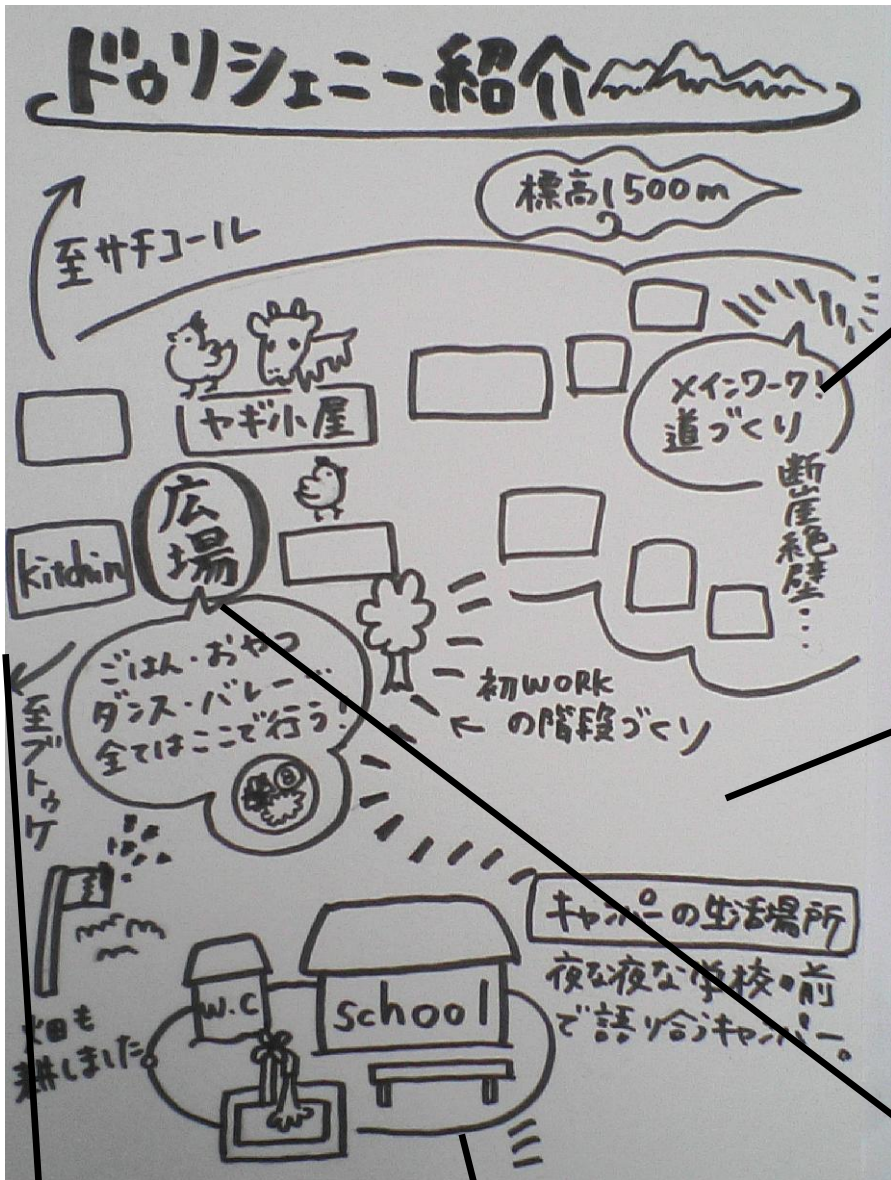 ドゥリシェニー紹介
標高1500m
至サチコール
メインワーク!
道づくり
断崖絶壁...
ヤギ小屋
広場
kitchin
ごはん・おやつ
ダンス・バレー...
全てはここで行う!
初WORK
← の階段づくり
至ブトゥケ
キャンパーの生活場所
夜な夜な学校の前
で語り合うキャンパー。
W.C
school
畑も
耕しました。